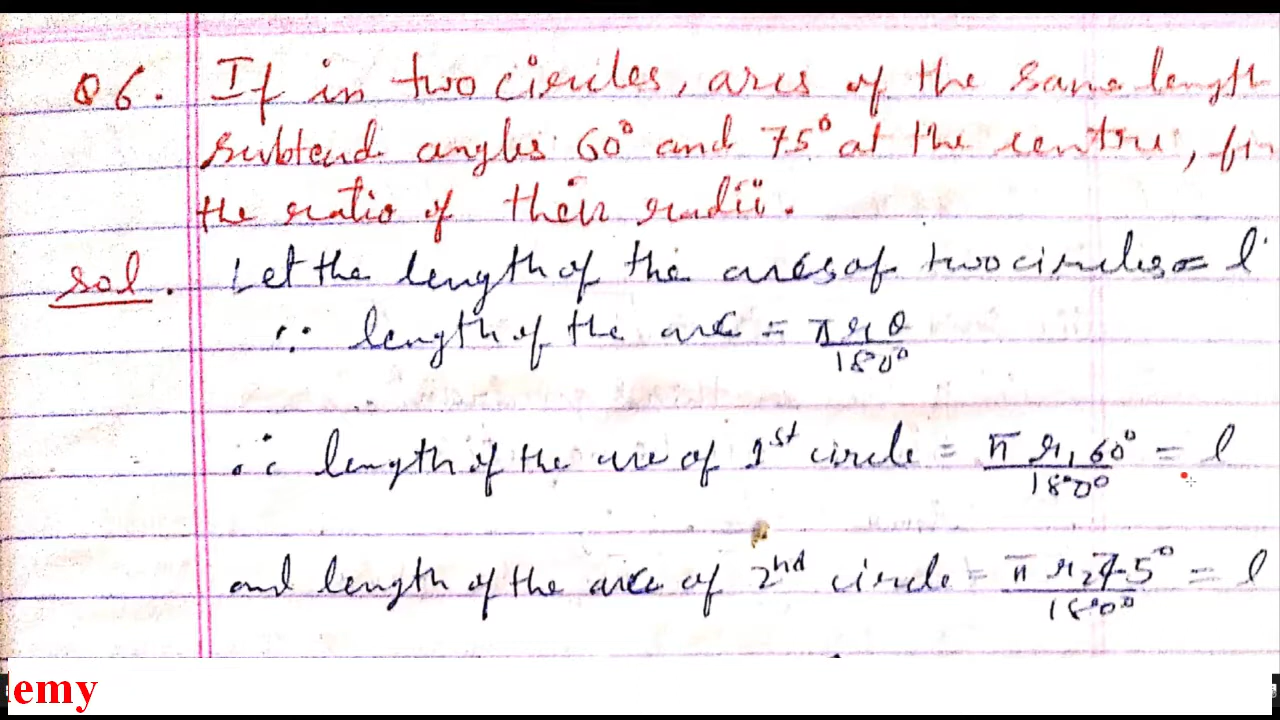 Q6. If in two circles, arcs of the same length
subtend angles 60° and 75° at the centre,
the ratio of their radii.
Sol. Let the length of the arcs of two circles = l
∴ length of the arc = πrθ/180°
∴ length of the arc of 1st circle = πr₁60°/180° = l
and length of the arc of 2nd circle = πr₂75°/180° = l
emy